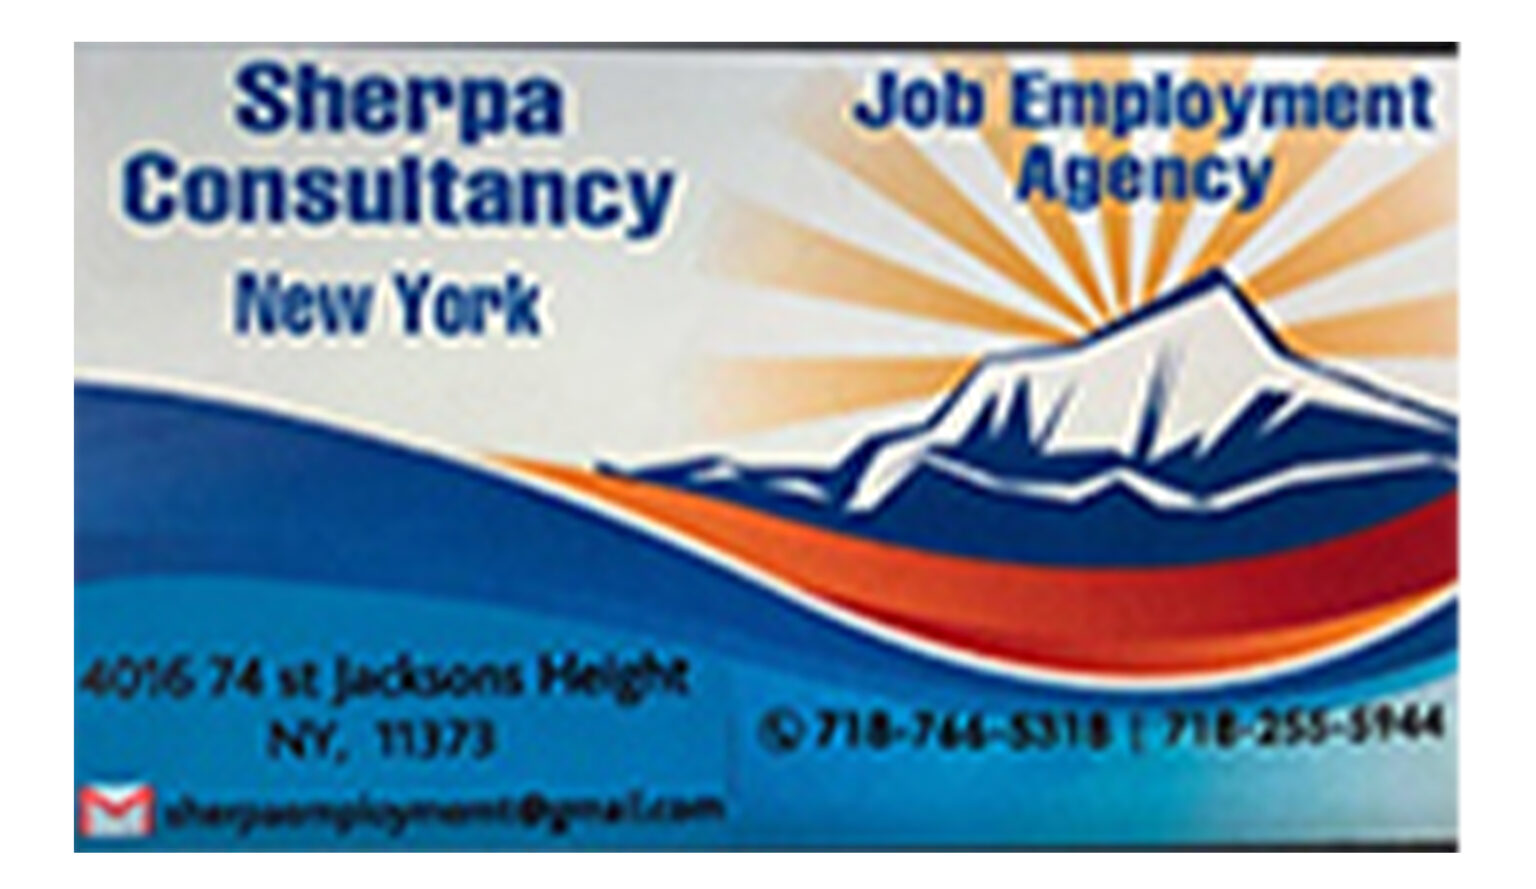 Sherpa
Consultancy
New York
Job Employment
Agency
4016 74 st Jacksons Height
NY, 11373
718-766-5318 | 718-255-5944
sherpaemployment@gmail.com